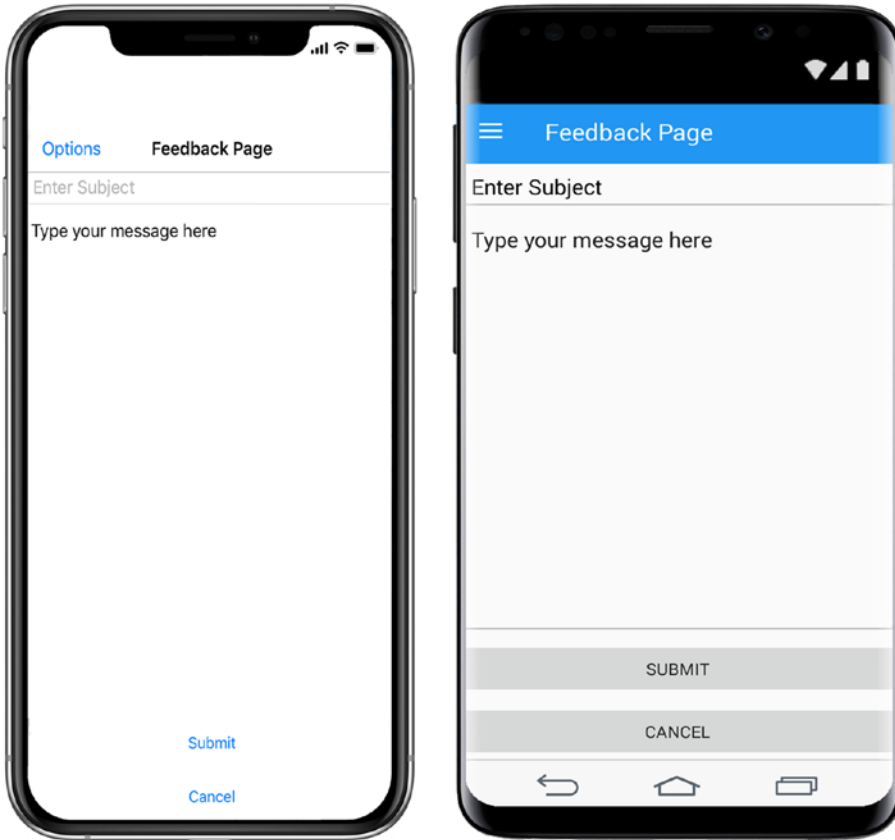 Options Feedback Page
Enter Subject
Type your message here
Submit
Cancel
Feedback Page
Enter Subject
Type your message here
SUBMIT
CANCEL